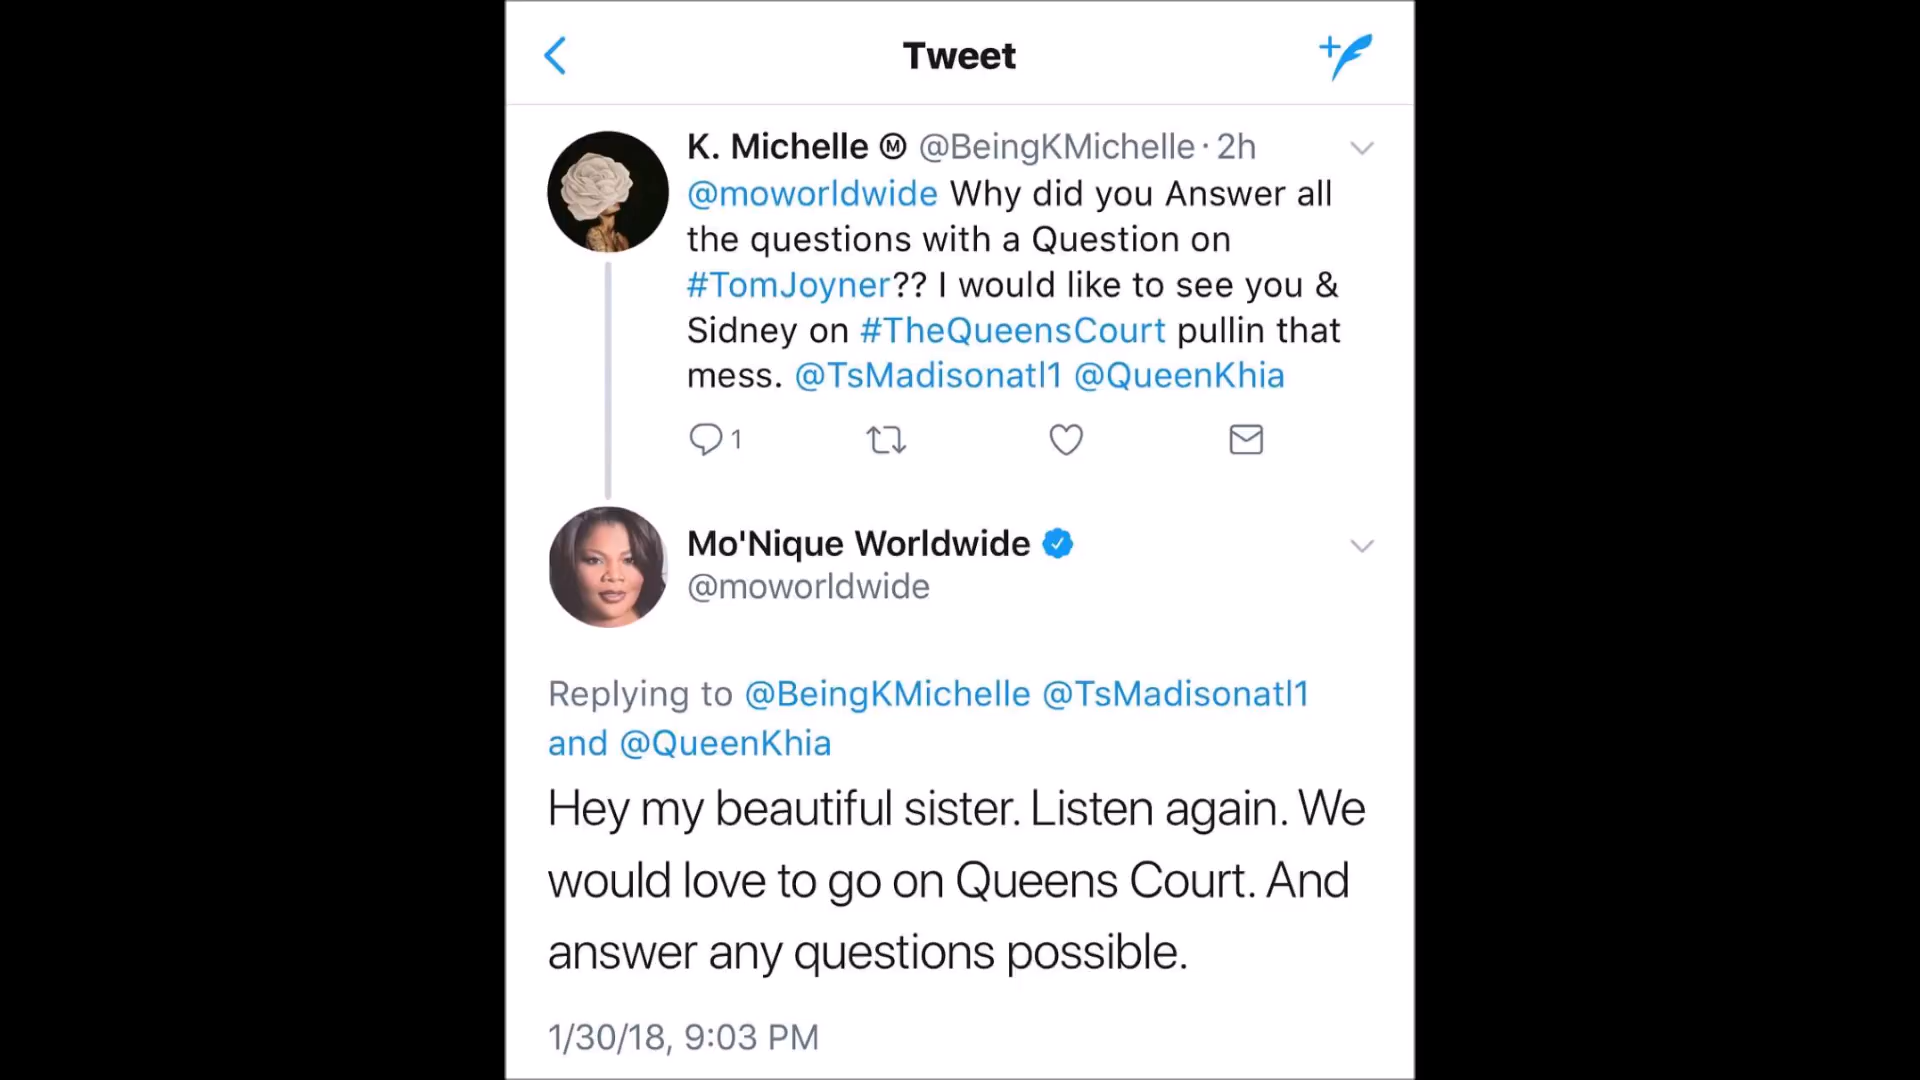 Tweet
K. Michelle Ⓜ @BeingKMichelle · 2h
@moworldwide Why did you Answer all
the questions with a Question on
#TomJoyner?? I would like to see you &
Sidney on #TheQueensCourt pullin that
mess. @TsMadisonatl1 @QueenKhia
1
Mo'Nique Worldwide
@moworldwide
Replying to @BeingKMichelle @TsMadisonatl1
and @QueenKhia
Hey my beautiful sister. Listen again. We
would love to go on Queens Court. And
answer any questions possible.
1/30/18, 9:03 PM